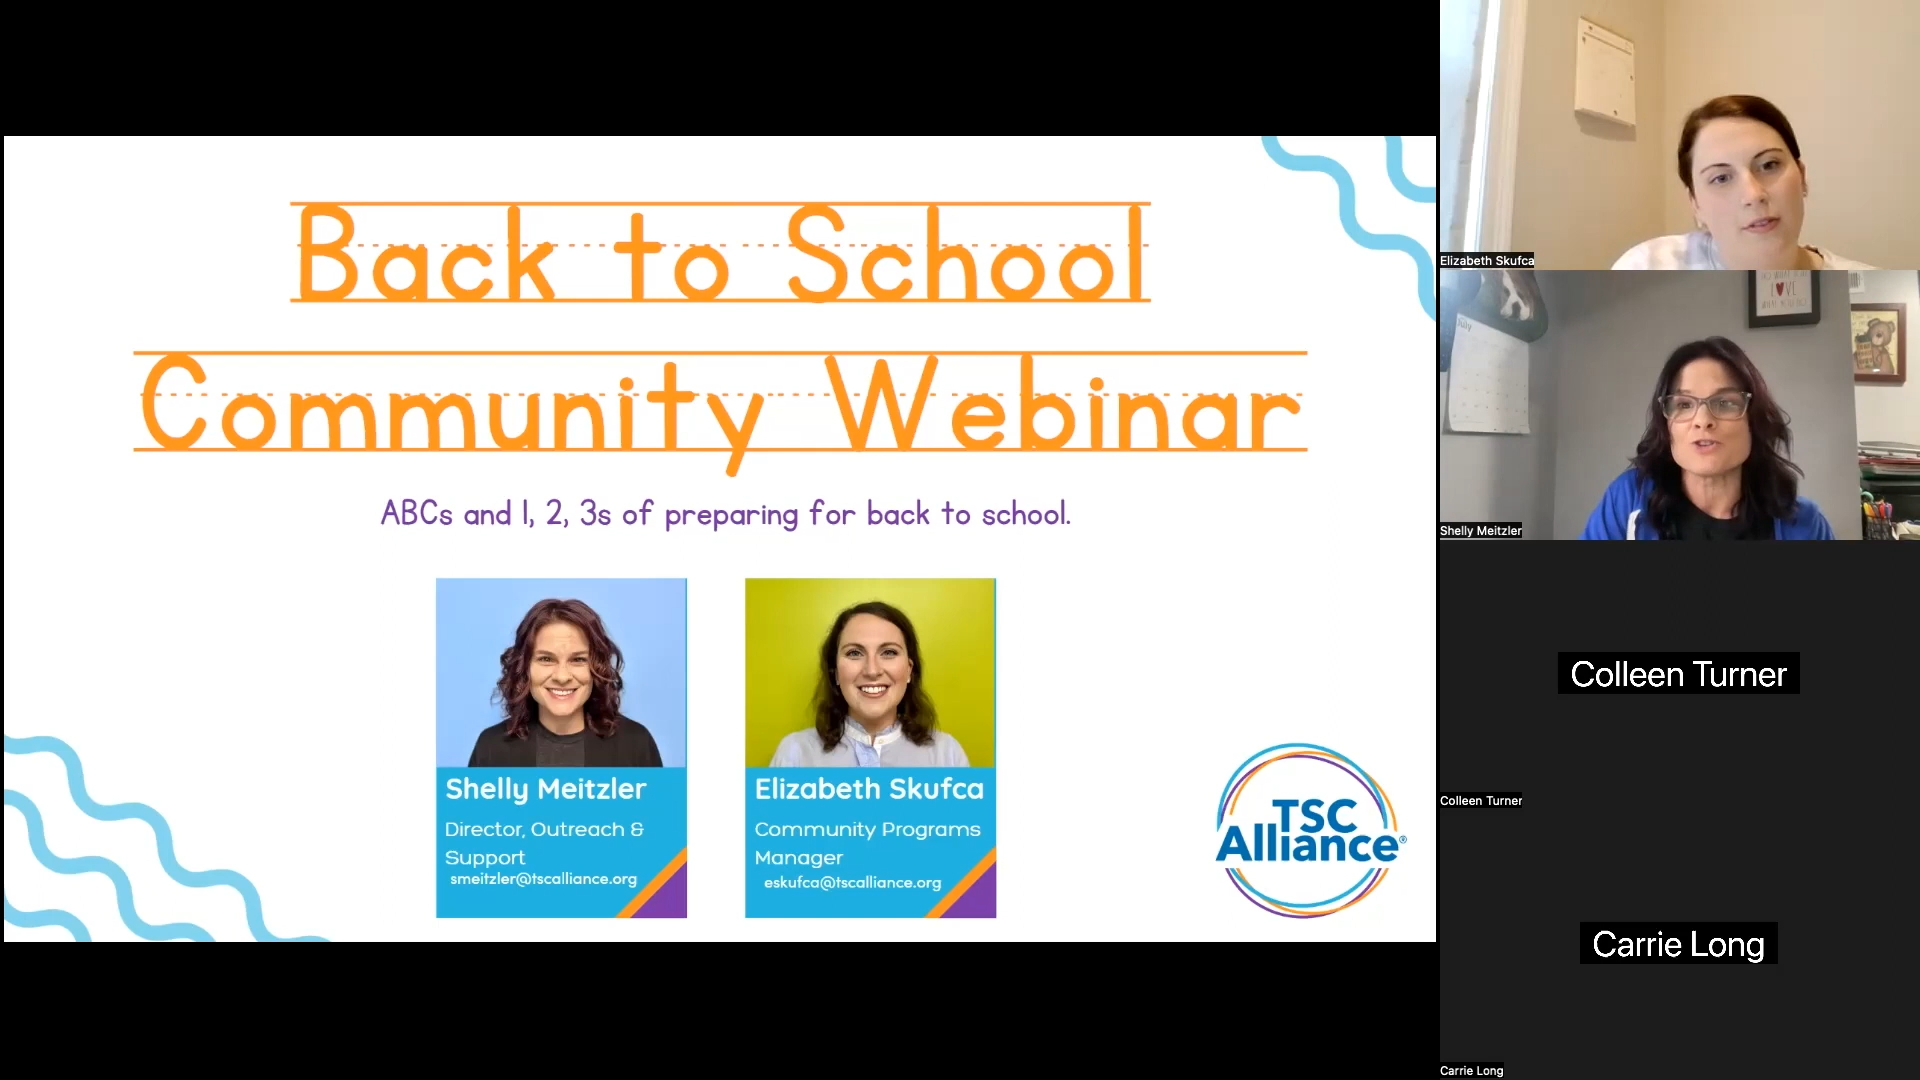 Back to School
Community Webinar
ABCs and 1, 2, 3s of preparing for back to school.
Shelly Meitzler
Director, Outreach &
Support
smeitzler@tscalliance.org
Elizabeth Skufca
Community Programs
Manager
eskufca@tscalliance.org
TSC
Alliance®
Elizabeth Skufca
July
LOVE
Shelly Meitzler
Colleen Turner
Colleen Turner
Carrie Long
Carrie Long